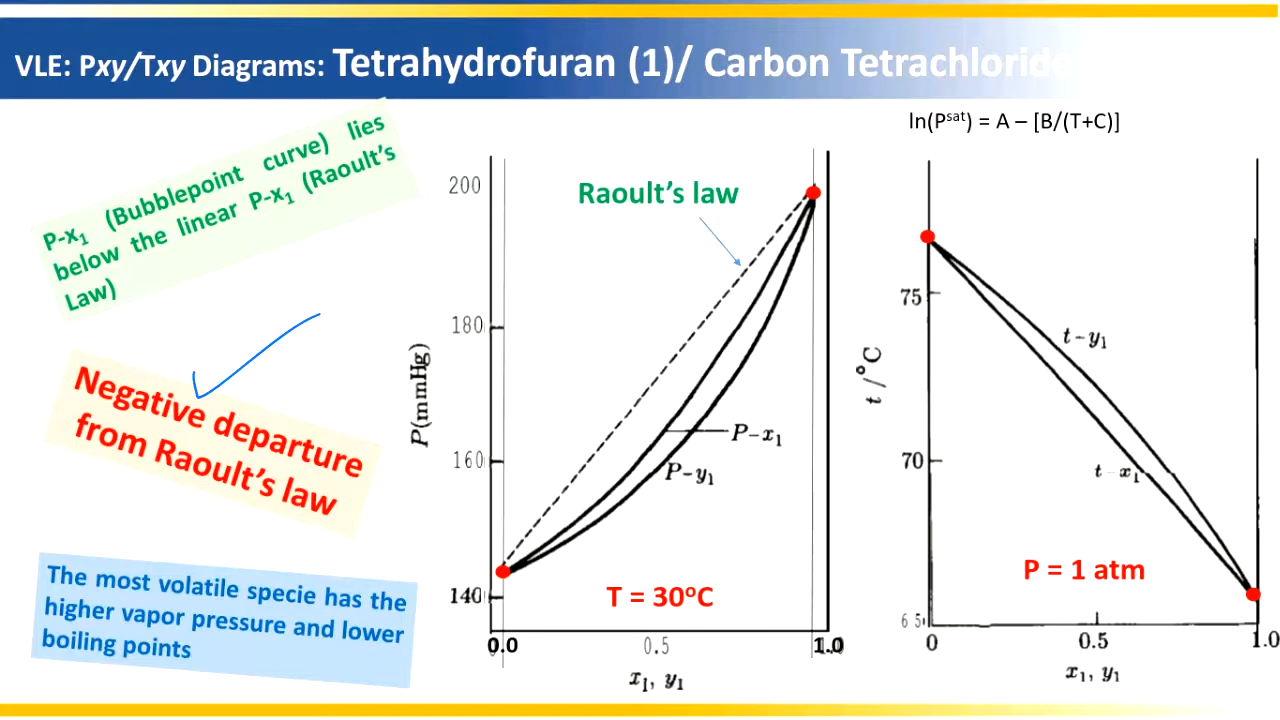 VLE: Pxy/Txy Diagrams: Tetrahydrofuran (1)/ Carbon Tetrachloride
ln(Pˢᵃᵗ) = A – [B/(T+C)]
P-x₁ (Bubblepoint curve) lies
below the linear P-x₁ (Raoult's
Law)
Negative departure
from Raoult's law
The most volatile specie has the
higher vapor pressure and lower
boiling points
Raoult's law
200
180
160
140
P(mmHg)
P–x₁
P–y₁
T = 30ᵒC
0.0
0.5
1.0
x₁, y₁
75
70
65
t /°C
t–y₁
t–x₁
P = 1 atm
0
0.5
1.0
x₁, y₁